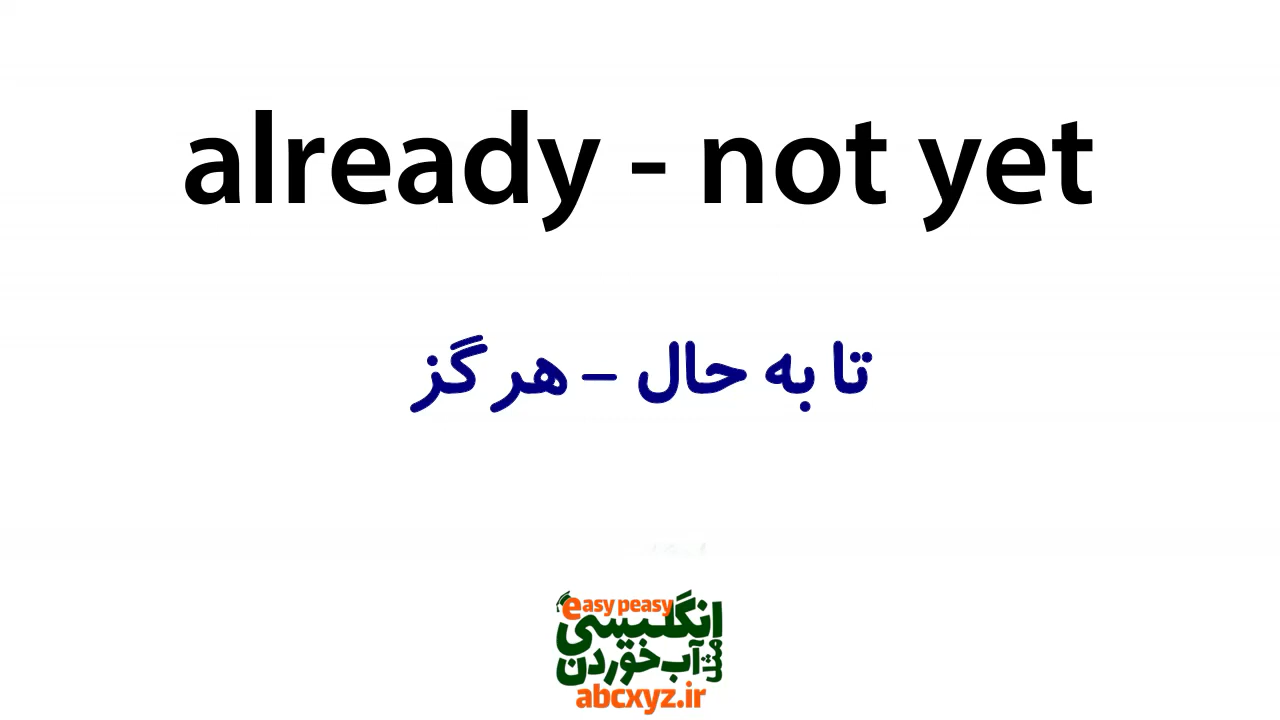 already - not yet
تا به حال – هرگز
easy peasy
انگلیسی
مثل آب خوردن
abcxyz.ir